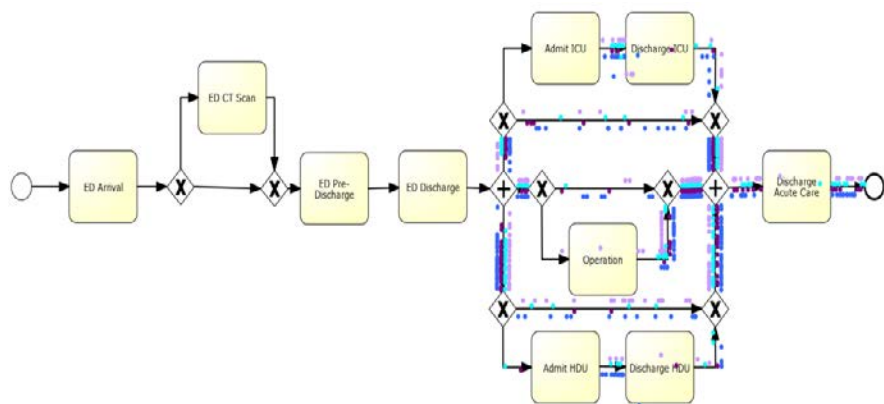 Admit ICU
Discharge ICU
ED CT Scan
ED Arrival
ED Pre-
Discharge
ED Discharge
Discharge
Acute Care
Operation
Admit HDU
Discharge HDU